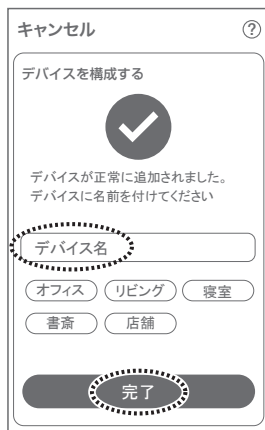 キャンセル ?
デバイスを構成する
デバイスが正常に追加されました。
デバイスに名前を付けてください
デバイス名
オフィス リビング 寝室
書斎 店舗
完了